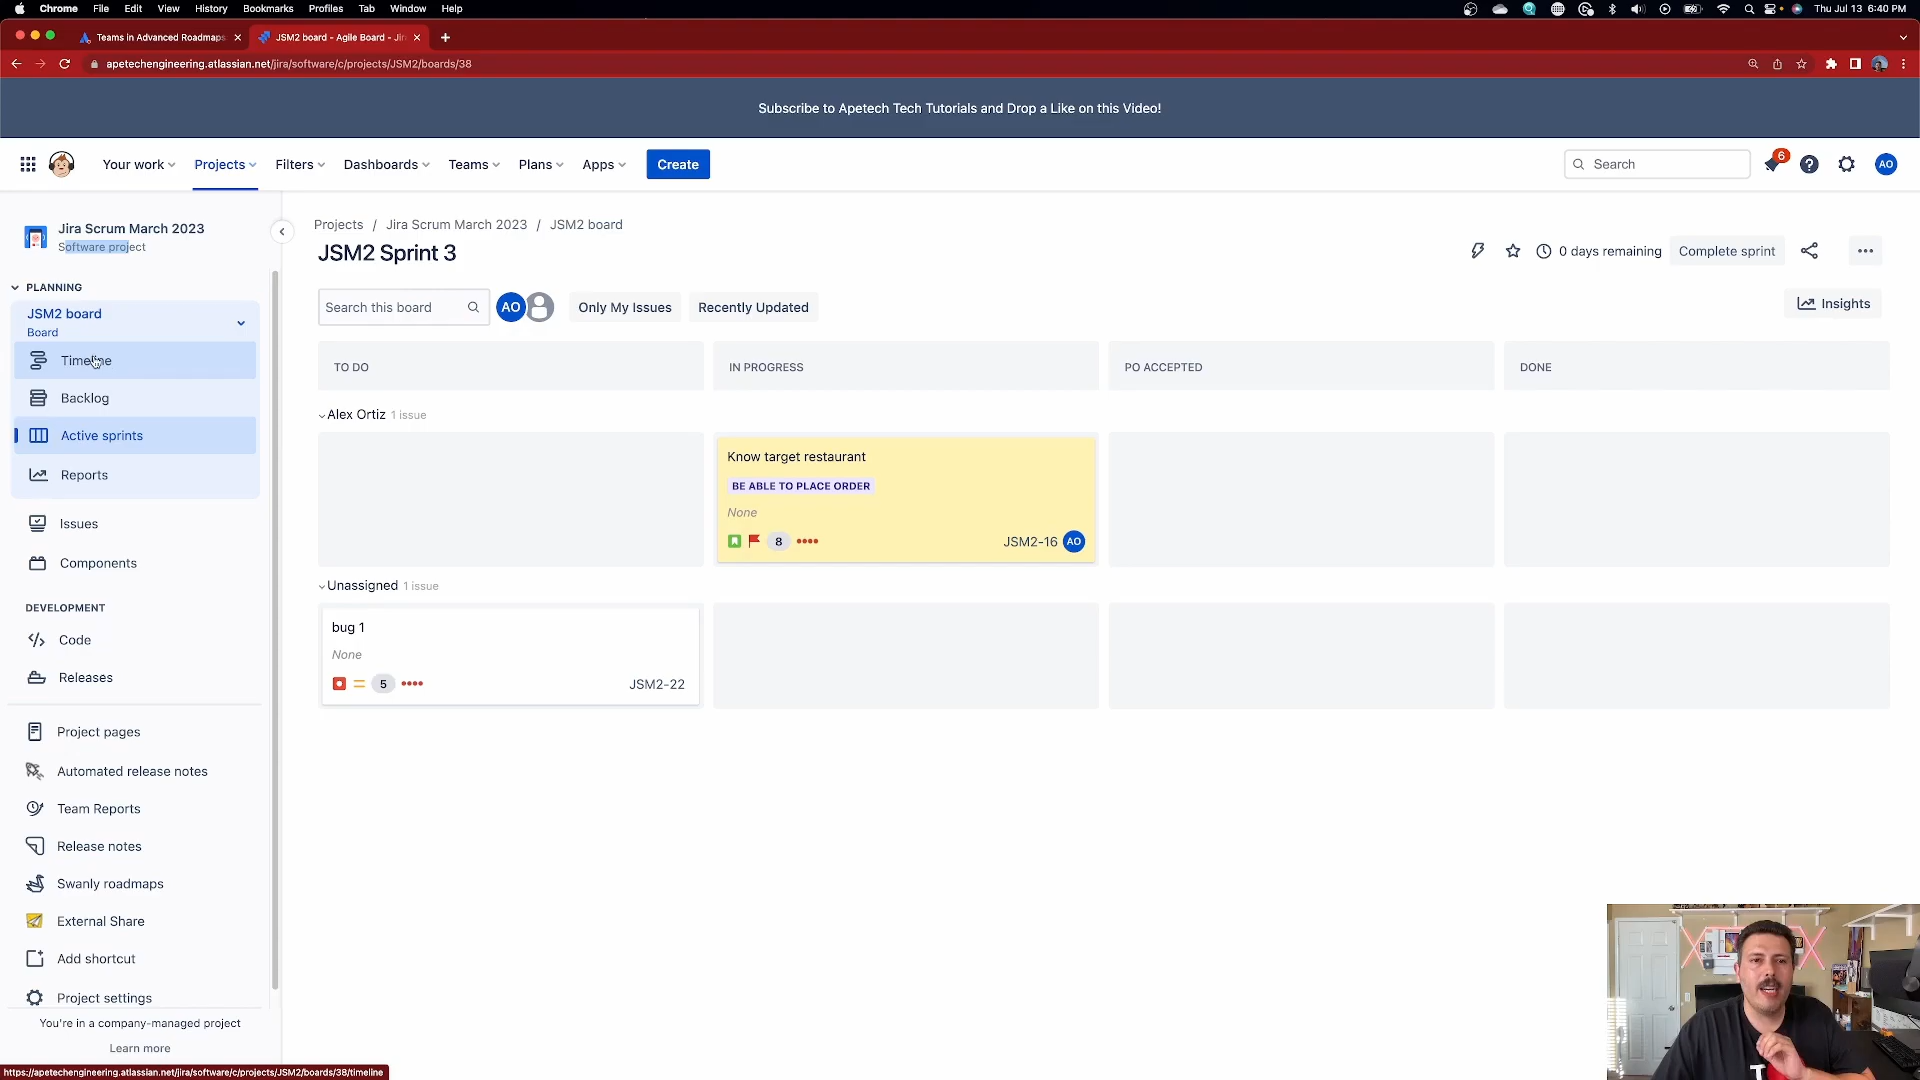 Chrome File Edit View History Bookmarks Profiles Tab Window Help
Thu Jul 13 6:40 PM
Teams in Advanced Roadmaps
JSM2 board - Agile Board - Jir
apetechengineering.atlassian.net/jira/software/c/projects/JSM2/boards/38
Subscribe to Apetech Tech Tutorials and Drop a Like on this Video!
Your work Projects Filters Dashboards Teams Plans Apps Create
Search
6
AO
Jira Scrum March 2023
Software project
PLANNING
JSM2 board
Board
Timeline
Backlog
Active sprints
Reports
Issues
Components
DEVELOPMENT
Code
Releases
Project pages
Automated release notes
Team Reports
Release notes
Swanly roadmaps
External Share
Add shortcut
Project settings
You're in a company-managed project
Learn more
https://apetechengineering.atlassian.net/jira/software/c/projects/JSM2/boards/38/timeline
Projects / Jira Scrum March 2023 / JSM2 board
JSM2 Sprint 3
0 days remaining
Complete sprint
Search this board
AO
Only My Issues
Recently Updated
Insights
TO DO
IN PROGRESS
PO ACCEPTED
DONE
Alex Ortiz 1 issue
Know target restaurant
BE ABLE TO PLACE ORDER
None
8
JSM2-16
AO
Unassigned 1 issue
bug 1
None
5
JSM2-22